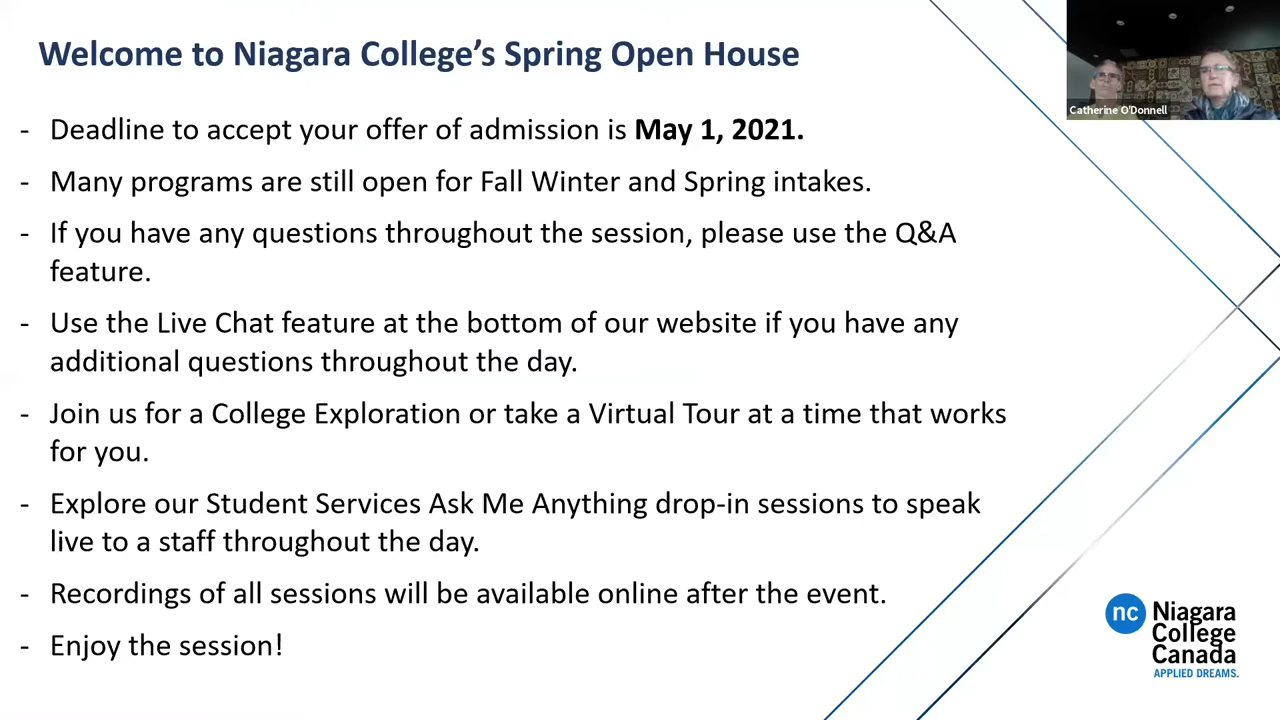 Welcome to Niagara College's Spring Open House
Catherine O'Donnell
- Deadline to accept your offer of admission is May 1, 2021.
- Many programs are still open for Fall Winter and Spring intakes.
- If you have any questions throughout the session, please use the Q&A
feature.
- Use the Live Chat feature at the bottom of our website if you have any
additional questions throughout the day.
- Join us for a College Exploration or take a Virtual Tour at a time that works
for you.
- Explore our Student Services Ask Me Anything drop-in sessions to speak
live to a staff throughout the day.
- Recordings of all sessions will be available online after the event.
- Enjoy the session!
nc Niagara
College
Canada
APPLIED DREAMS.